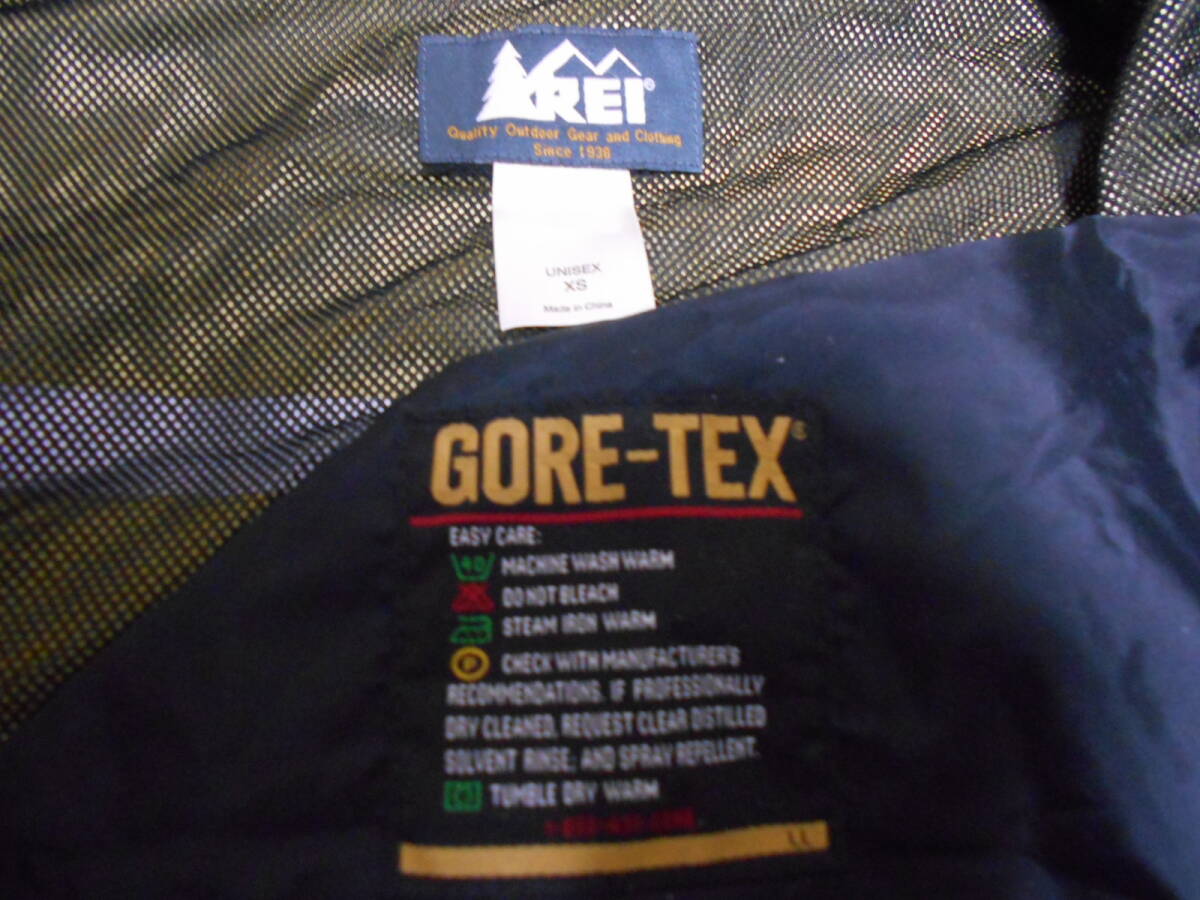 REI®
Quality Outdoor Gear and Clothing
Since 1938
UNISEX
XS
Made in China
GORE-TEX®
EASY CARE:
40 MACHINE WASH WARM
DO NOT BLEACH
STEAM IRON WARM
P CHECK WITH MANUFACTURER'S
RECOMMENDATIONS. IF PROFESSIONALLY
DRY CLEANED, REQUEST CLEAR DISTILLED
SOLVENT RINSE; AND SPRAY REPELLENT.
TUMBLE DRY WARM
LL